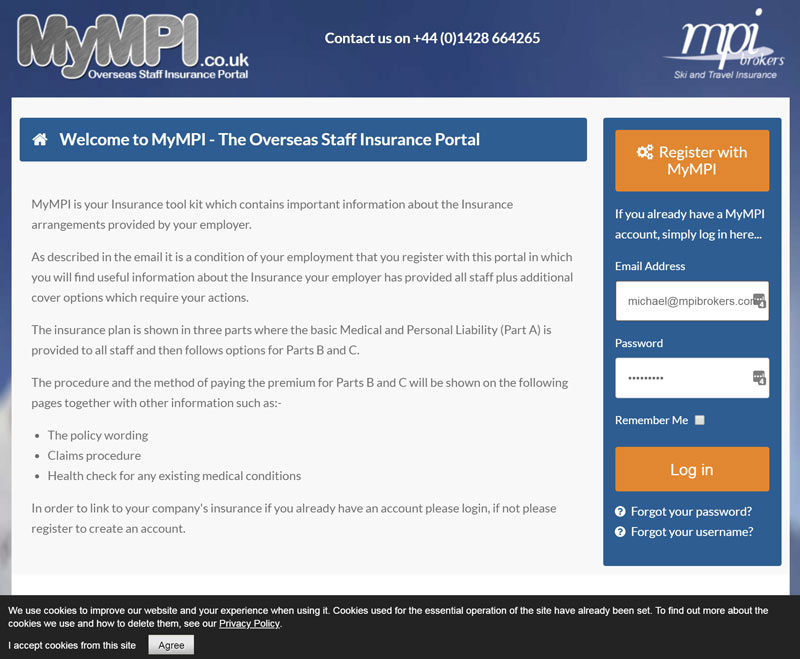 MyMPI.co.uk
Overseas Staff Insurance Portal
Contact us on +44 (0)1428 664265
mpi
brokers
Ski and Travel Insurance
Welcome to MyMPI - The Overseas Staff Insurance Portal
MyMPI is your Insurance tool kit which contains important information about the Insurance
arrangements provided by your employer.
As described in the email it is a condition of your employment that you register with this portal in which
you will find useful information about the Insurance your employer has provided all staff plus additional
cover options which require your actions.
The insurance plan is shown in three parts where the basic Medical and Personal Liability (Part A) is
provided to all staff and then follows options for Parts B and C.
The procedure and the method of paying the premium for Parts B and C will be shown on the following
pages together with other information such as:-
• The policy wording
• Claims procedure
• Health check for any existing medical conditions
In order to link to your company's insurance if you already have an account please login, if not please
register to create an account.
Register with
MyMPI
If you already have a MyMPI
account, simply log in here...
Email Address
michael@mpibrokers.com
Password
•••••••••
Remember Me
Log in
Forgot your password?
Forgot your username?
We use cookies to improve our website and your experience when using it. Cookies used for the essential operation of the site have already been set. To find out more about the
cookies we use and how to delete them, see our Privacy Policy.
I accept cookies from this site
Agree